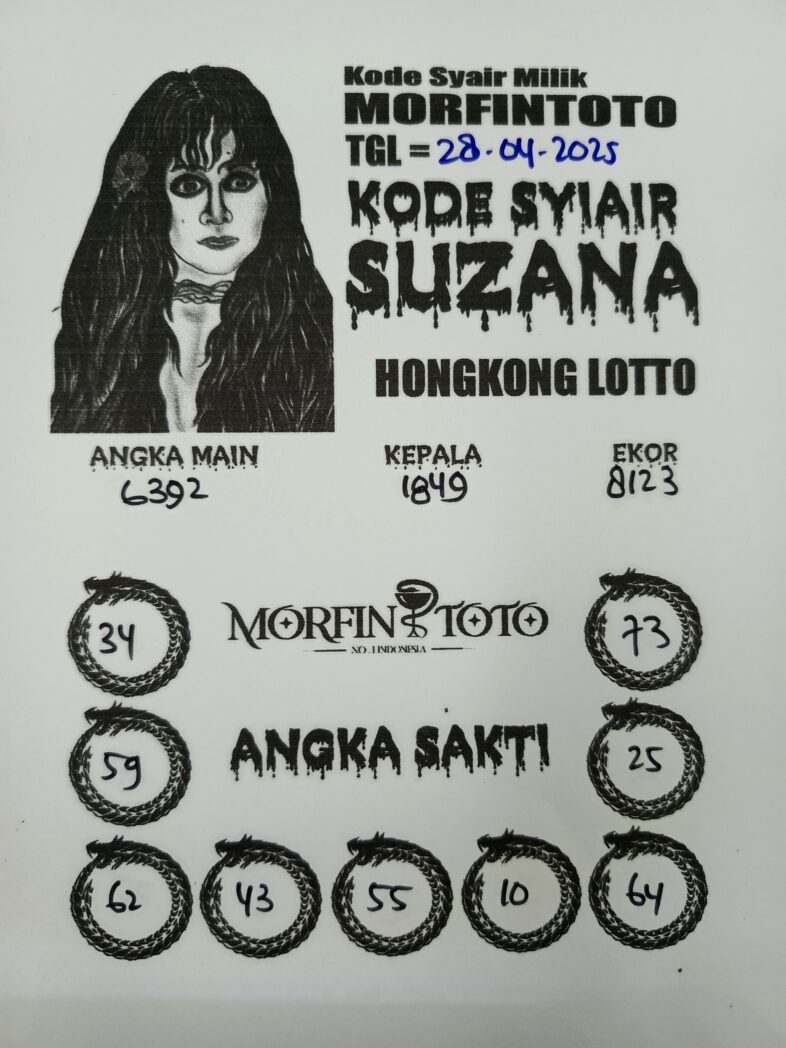 Kode Syair Milik
MORFINTOTO
TGL = 28-04-2025
KODE SYIAIR
SUZANA
HONGKONG LOTTO
ANGKA MAIN KEPALA EKOR
6392 1849 8123
34 MORFIN TOTO 73
NO.1 INDONESIA
59 ANGKA SAKTI 25
62 43 55 10 64